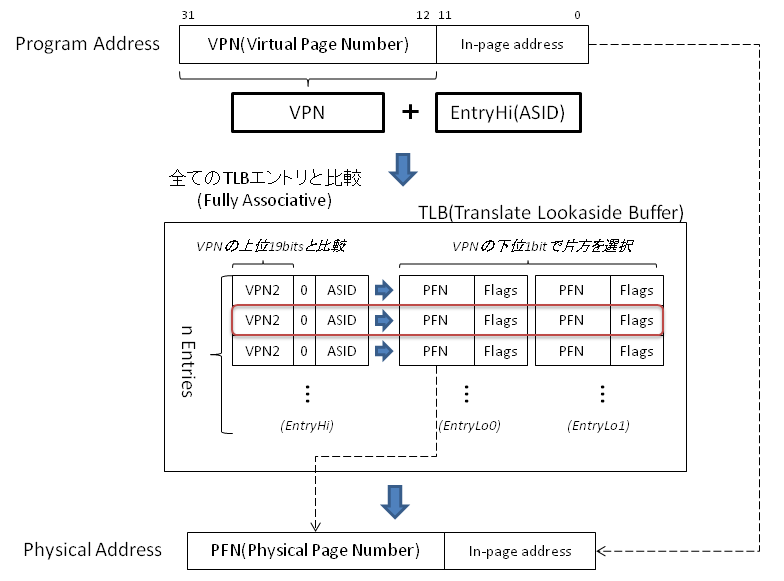 31 12 11 0
Program Address VPN(Virtual Page Number) In-page address
VPN + EntryHi(ASID)
全てのTLBエントリと比較
(Fully Associative)
TLB(Translate Lookaside Buffer)
VPNの上位19bitsと比較 VPNの下位1bitで片方を選択
VPN2 0 ASID PFN Flags PFN Flags
VPN2 0 ASID PFN Flags PFN Flags
VPN2 0 ASID PFN Flags PFN Flags
n Entries
(EntryHi) (EntryLo0) (EntryLo1)
Physical Address PFN(Physical Page Number) In-page address